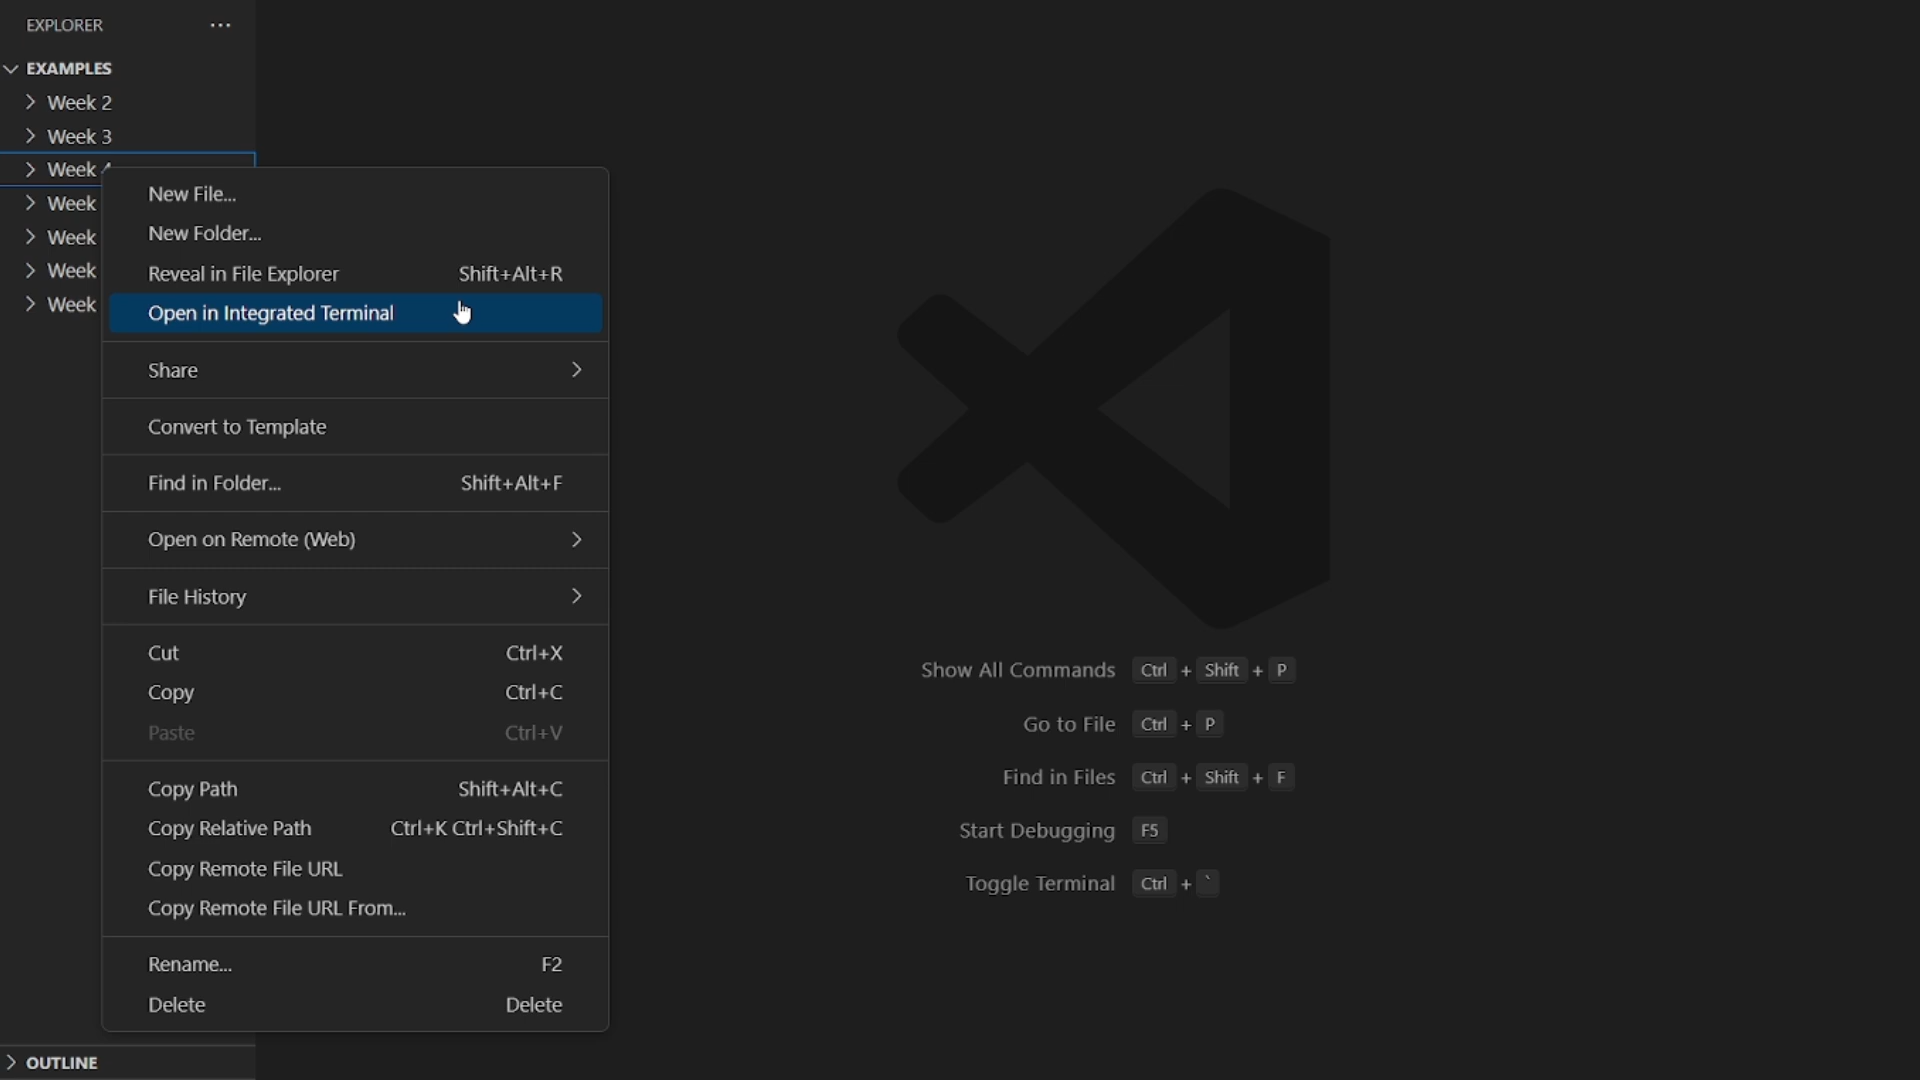 EXPLORER ...
EXAMPLES
Week 2
Week 3
Week
Week
Week
Week
Week
New File...
New Folder...
Reveal in File Explorer Shift+Alt+R
Open in Integrated Terminal
Share
Convert to Template
Find in Folder... Shift+Alt+F
Open on Remote (Web)
File History
Cut Ctrl+X
Copy Ctrl+C
Paste Ctrl+V
Copy Path Shift+Alt+C
Copy Relative Path Ctrl+K Ctrl+Shift+C
Copy Remote File URL
Copy Remote File URL From...
Rename... F2
Delete Delete
OUTLINE
Show All Commands Ctrl + Shift + P
Go to File Ctrl + P
Find in Files Ctrl + Shift + F
Start Debugging F5
Toggle Terminal Ctrl + `